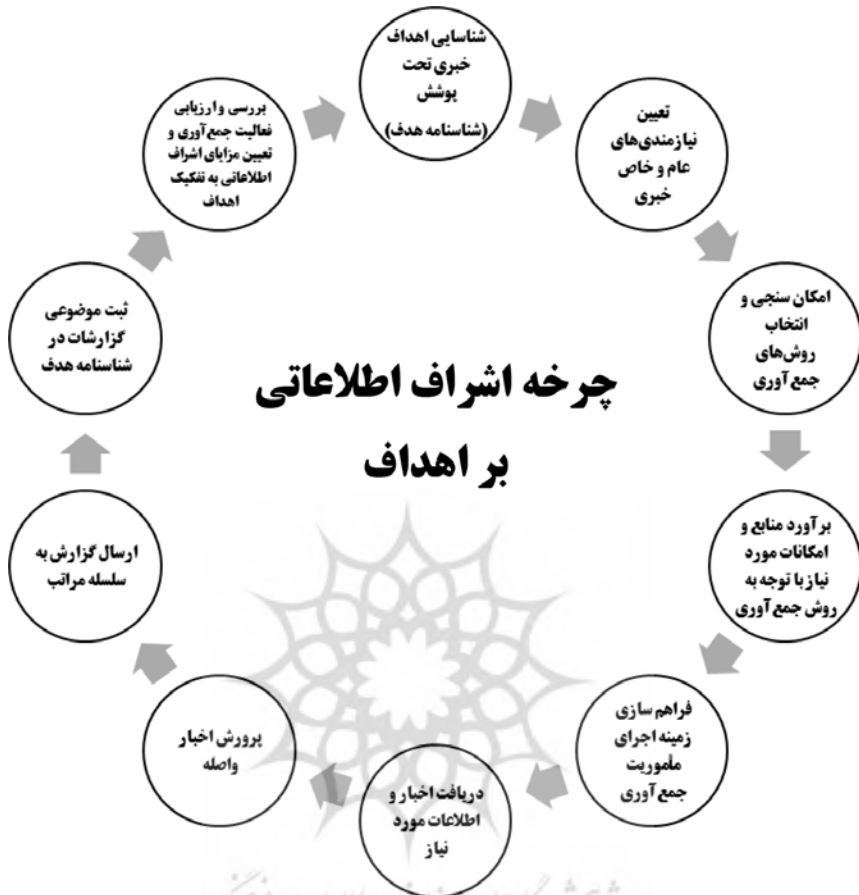 شناسایی اهداف
خبری تحت
پوشش
(شناسنامه هدف)
تعیین
نیازمندی‌های
عام و خاص
خبری
امکان سنجی و
انتخاب
روش‌های
جمع‌آوری
برآورد منابع و
امکانات مورد
نیاز با توجه به
روش جمع‌آوری
فراهم سازی
زمینه اجرای
مأموریت
جمع‌آوری
دریافت اخبار و
اطلاعات مورد
نیاز
پرورش اخبار
واصله
ارسال گزارش به
سلسله مراتب
ثبت موضوعی
گزارشات در
شناسنامه هدف
بررسی و ارزیابی
فعالیت جمع‌آوری و
تعیین مزایای اشراف
اطلاعاتی به تفکیک
اهداف
چرخه اشراف اطلاعاتی
بر اهداف